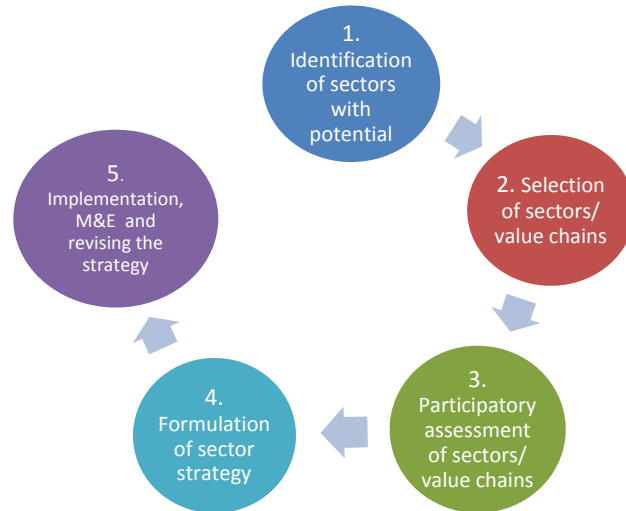 1.
Identification
of sectors
with
potential
2. Selection
of sectors/
value chains
3.
Participatory
assessment
of sectors/
value chains
4.
Formulation
of sector
strategy
5.
Implementation,
M&E and
revising the
strategy